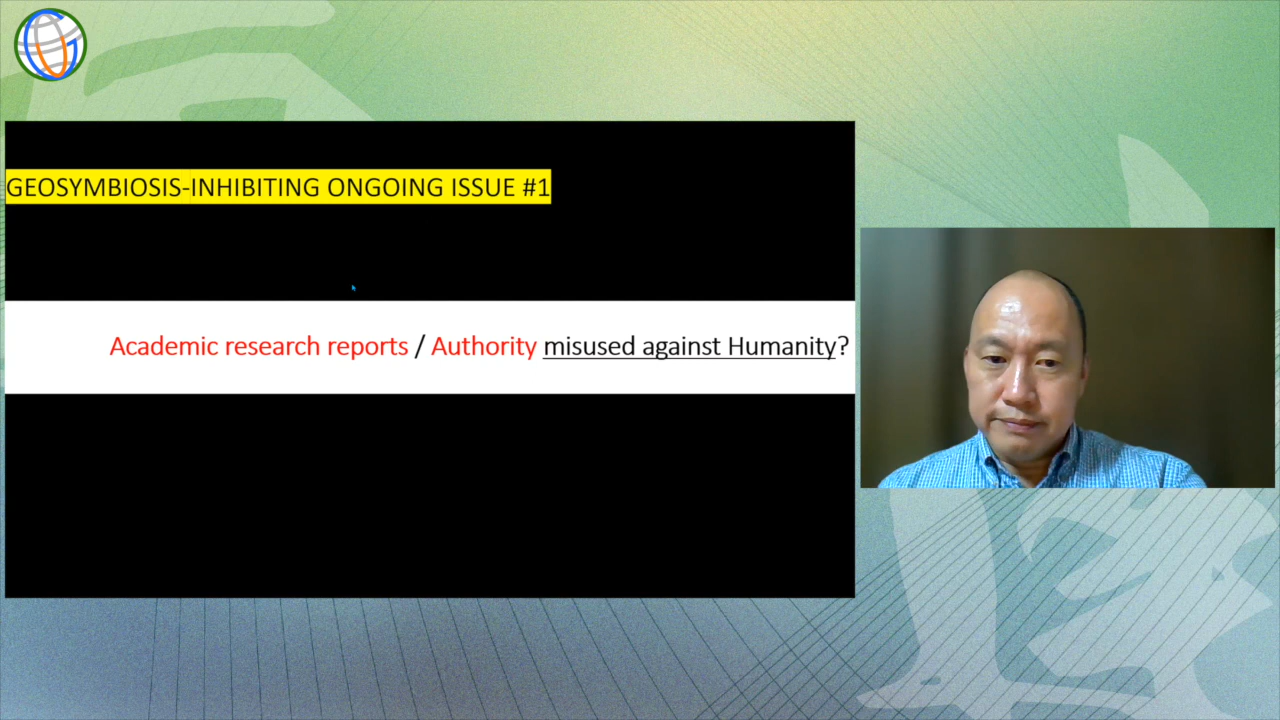 GEOSYMBIOSIS-INHIBITING ONGOING ISSUE #1
Academic research reports / Authority misused against Humanity?